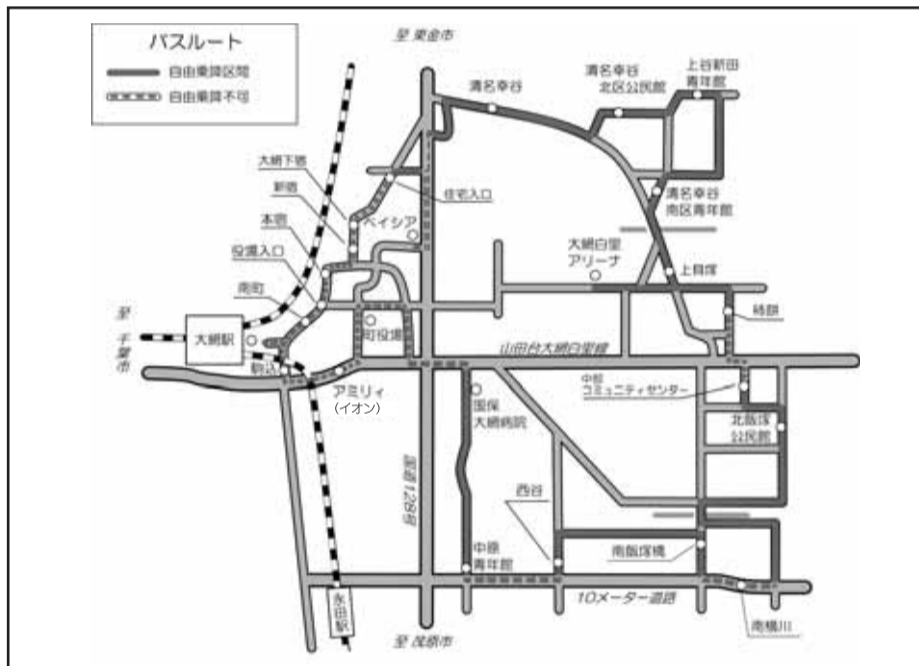 バスルート
自由乗降区間
自由乗降不可
至 東金市
清名幸谷
清名幸谷
北区公民館
上谷新田
青年館
大網下宿
新宿
本宿
役場入口
南町
住宅入口
ベイシア
清名幸谷
南区青年館
大網白里
アリーナ
上貝塚
柿餅
至 千葉市
大網駅
町役場
駒込
アミリィ
(イオン)
山田台大網白里線
中部
コミュニティセンター
国保
大網病院
北飯塚
公民館
国道128号
西谷
中原
青年館
南飯塚橋
10メーター道路
永田駅
南横川
至 茂原市